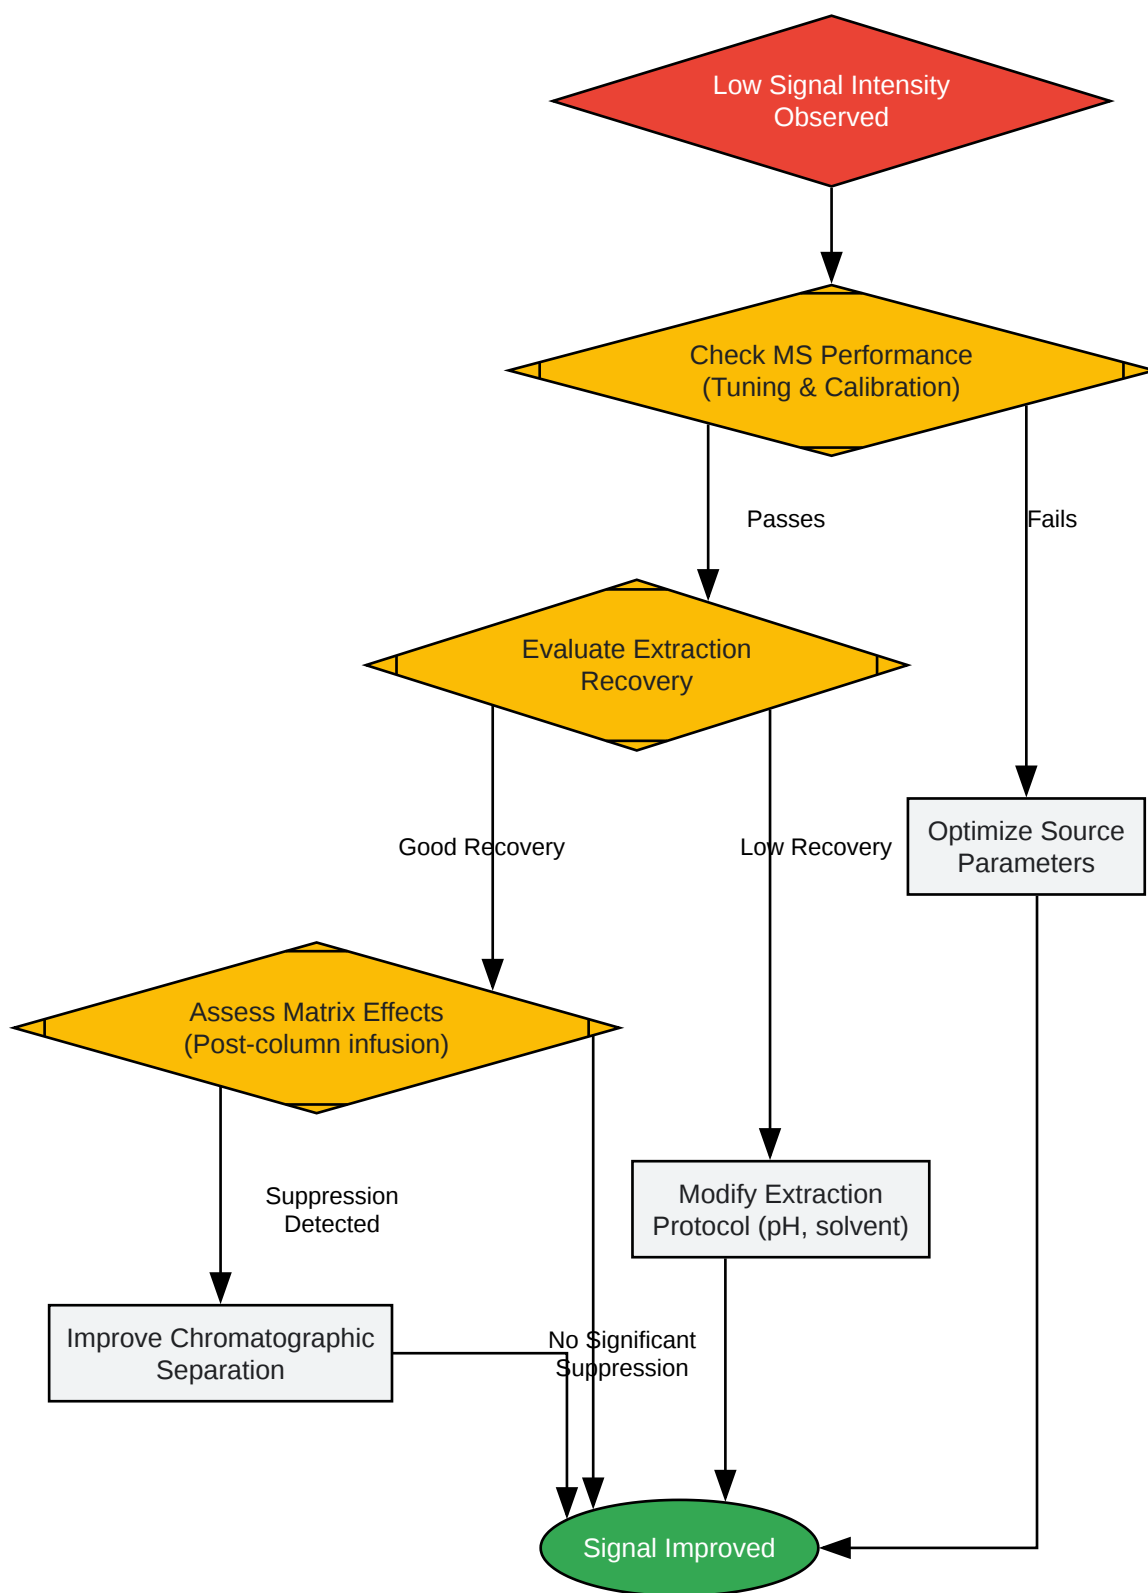 Low Signal Intensity
Observed
Check MS Performance
(Tuning & Calibration)
Passes
Fails
Evaluate Extraction
Recovery
Optimize Source
Parameters
Good Recovery
Low Recovery
Assess Matrix Effects
(Post-column infusion)
Suppression
Detected
Modify Extraction
Protocol (pH, solvent)
Improve Chromatographic
Separation
No Significant
Suppression
Signal Improved